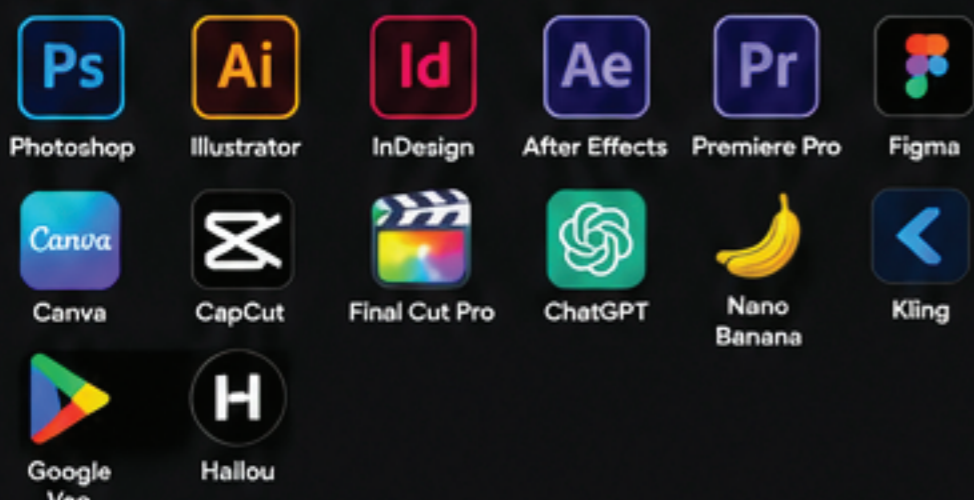 Ps Ai Id Ae Pr
Photoshop Illustrator InDesign After Effects Premiere Pro Figma
Canva
Canva CapCut Final Cut Pro ChatGPT Nano Banana Kling
H
Google Hallou